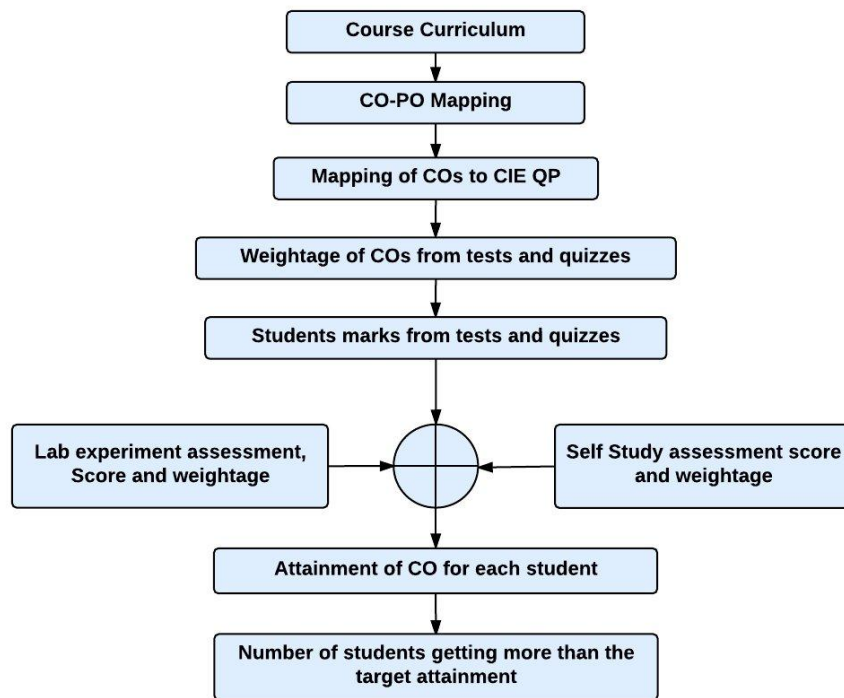 Course Curriculum
CO-PO Mapping
Mapping of COs to CIE QP
Weightage of COs from tests and quizzes
Students marks from tests and quizzes
Lab experiment assessment,
Score and weightage
Self Study assessment score
and weightage
Attainment of CO for each student
Number of students getting more than the
target attainment